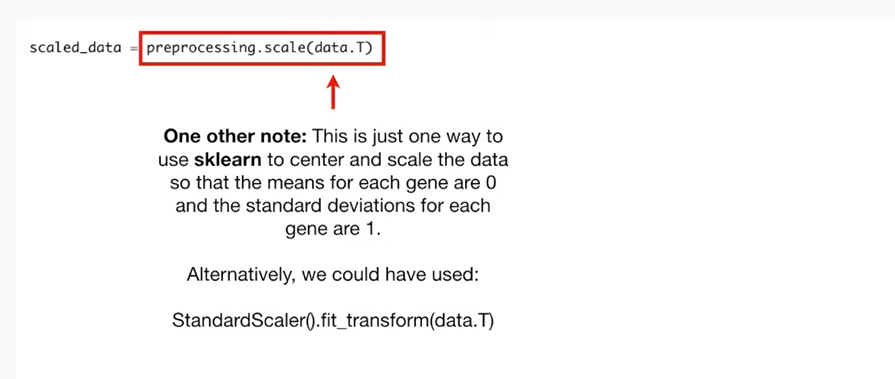 scaled_data = preprocessing.scale(data.T)
One other note: This is just one way to
use sklearn to center and scale the data
so that the means for each gene are 0
and the standard deviations for each
gene are 1.
Alternatively, we could have used:
StandardScaler().fit_transform(data.T)